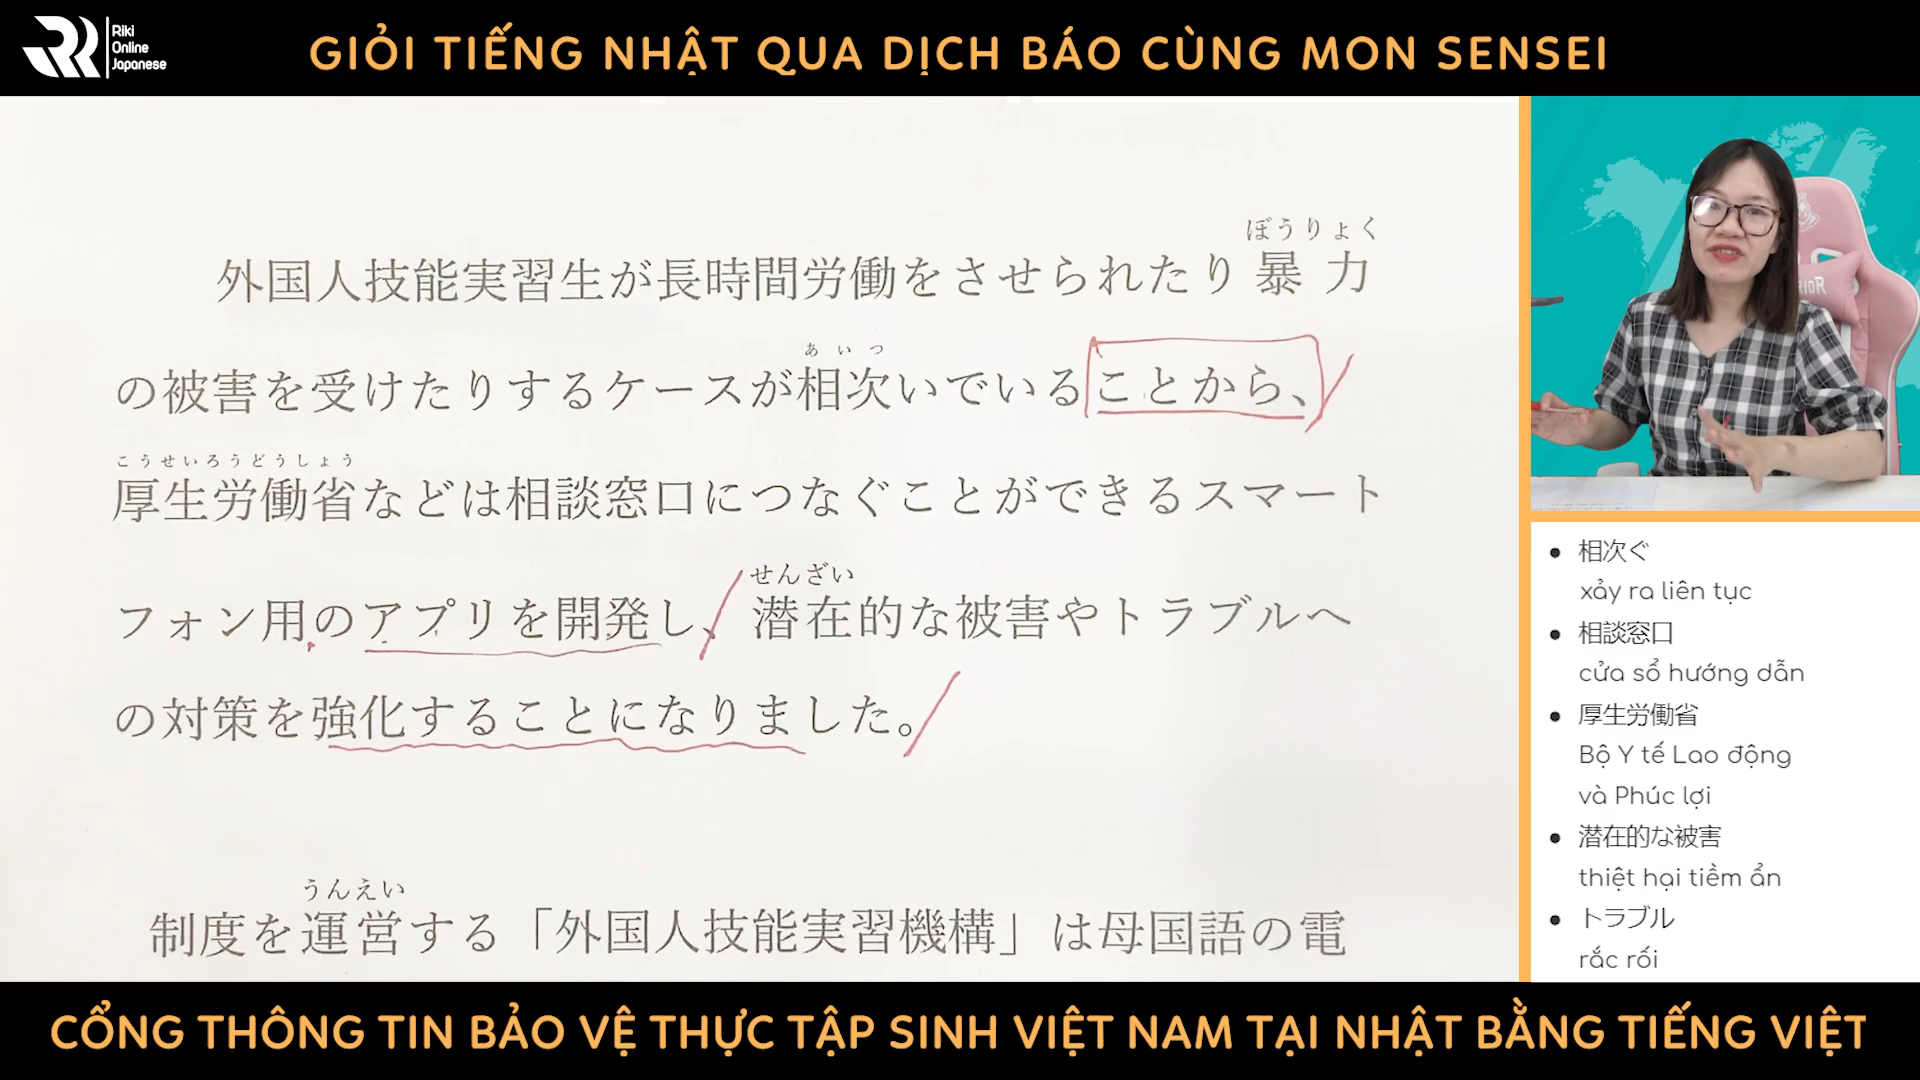 Riki
Online
Japanese
GIỎI TIẾNG NHẬT QUA DỊCH BÁO CÙNG MON SENSEI
ぼうりょく
外国人技能実習生が長時間労働をさせられたり暴力
あいつ
の被害を受けたりするケースが相次いでいることから、
こうせいろうどうしょう
厚生労働省などは相談窓口につなぐことができるスマート
せんざい
フォン用のアプリを開発し、潜在的な被害やトラブルへ
の対策を強化することになりました。
うんえい
制度を運営する「外国人技能実習機構」は母国語の電
相次ぐ
xảy ra liên tục
相談窓口
cửa sổ hướng dẫn
厚生労働省
Bộ Y tế Lao động
và Phúc lợi
潜在的な被害
thiệt hại tiềm ẩn
トラブル
rắc rối
CỔNG THÔNG TIN BẢO VỆ THỰC TẬP SINH VIỆT NAM TẠI NHẬT BẰNG TIẾNG VIỆT